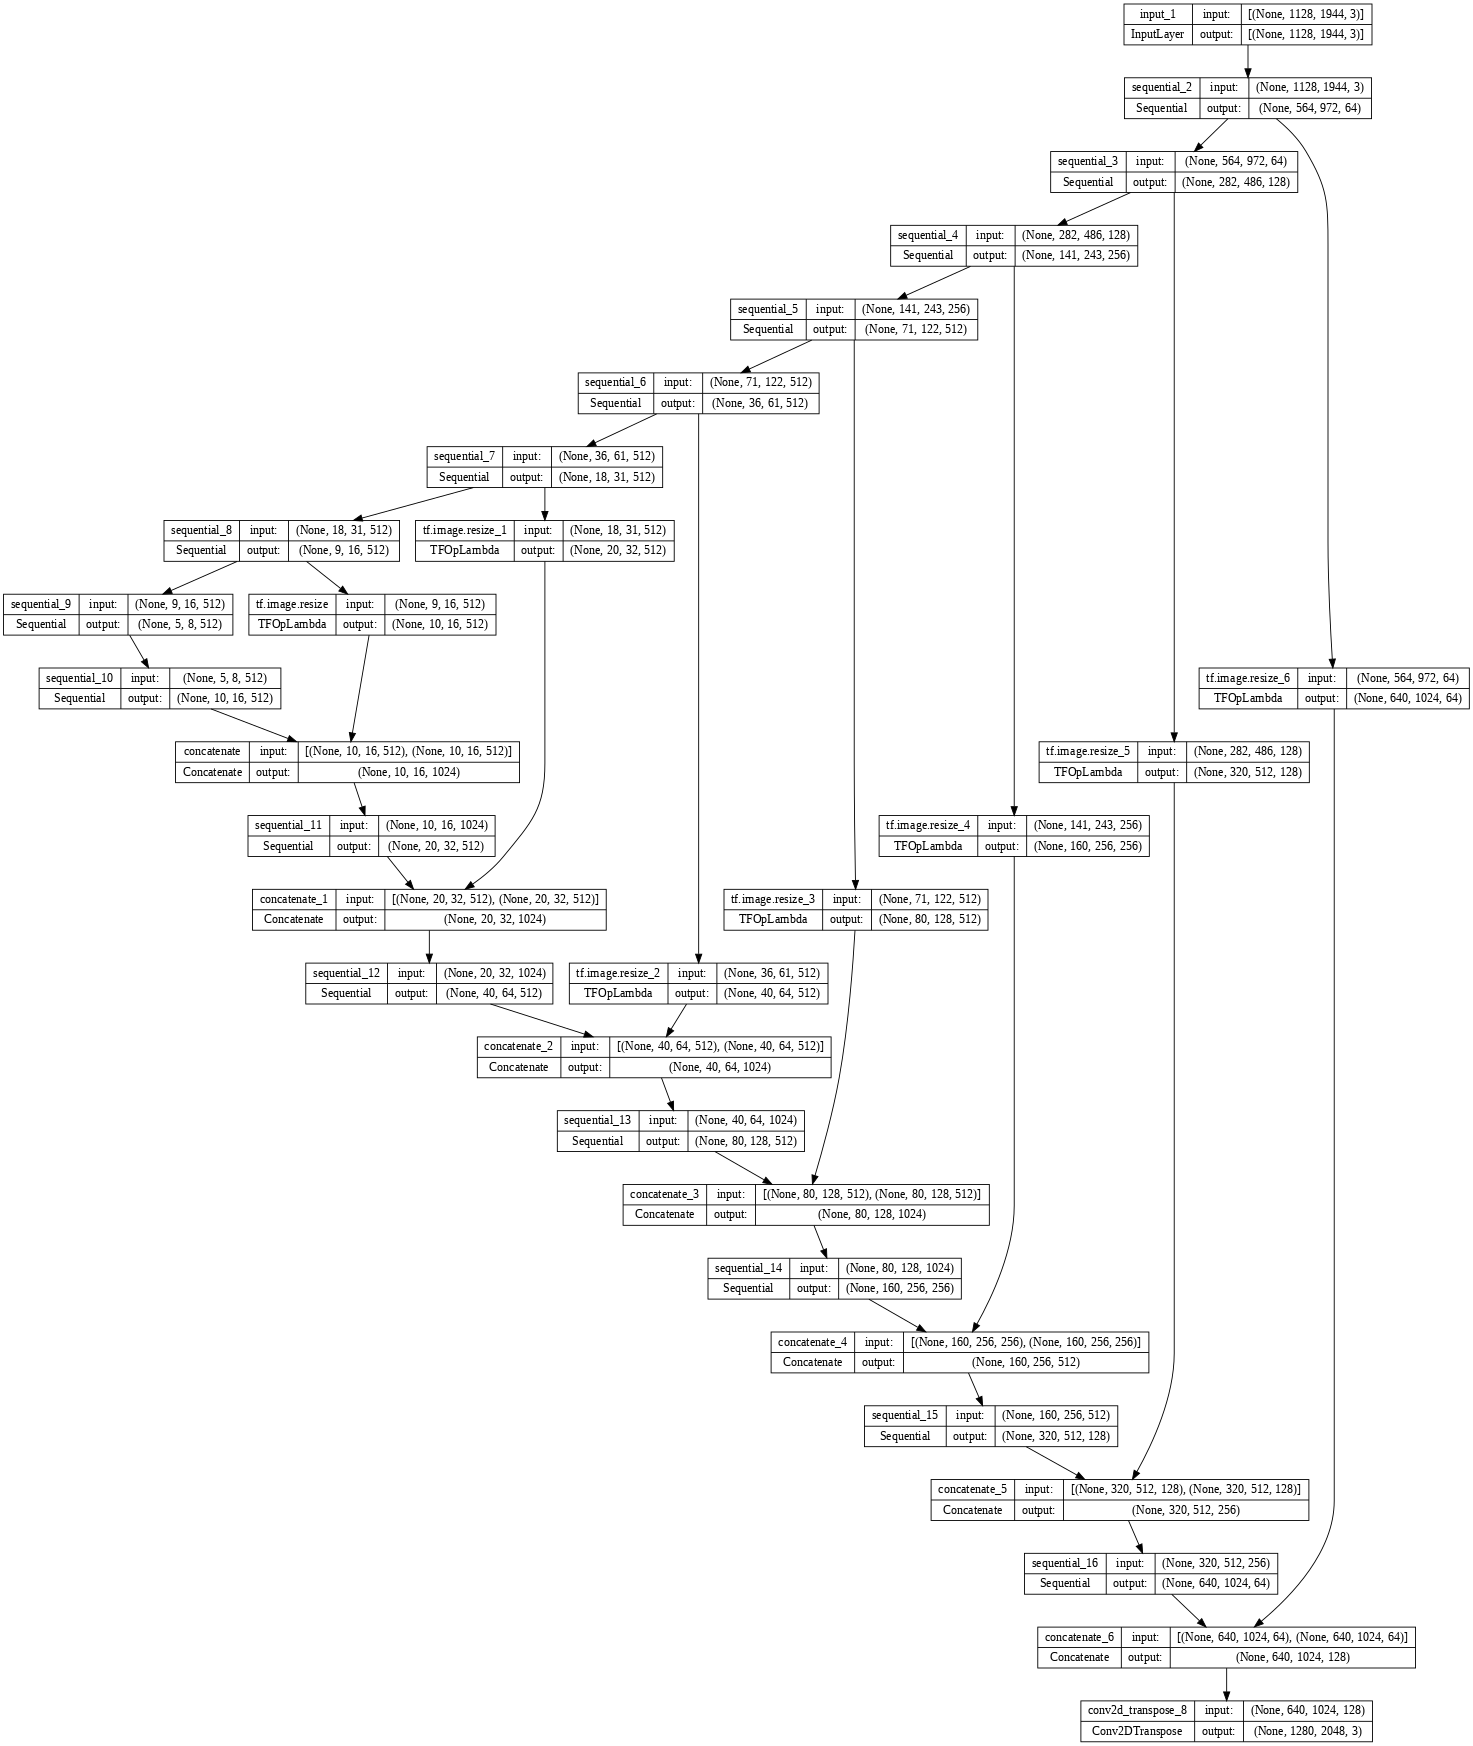 input_1 input: [(None, 1128, 1944, 3)]
InputLayer output: [(None, 1128, 1944, 3)]
sequential_2 input: (None, 1128, 1944, 3)
Sequential output: (None, 564, 972, 64)
sequential_3 input: (None, 564, 972, 64)
Sequential output: (None, 282, 486, 128)
sequential_4 input: (None, 282, 486, 128)
Sequential output: (None, 141, 243, 256)
sequential_5 input: (None, 141, 243, 256)
Sequential output: (None, 71, 122, 512)
sequential_6 input: (None, 71, 122, 512)
Sequential output: (None, 36, 61, 512)
sequential_7 input: (None, 36, 61, 512)
Sequential output: (None, 18, 31, 512)
sequential_8 input: (None, 18, 31, 512)
Sequential output: (None, 9, 16, 512)
tf.image.resize_1 input: (None, 18, 31, 512)
TFOpLambda output: (None, 20, 32, 512)
sequential_9 input: (None, 9, 16, 512)
Sequential output: (None, 5, 8, 512)
tf.image.resize input: (None, 9, 16, 512)
TFOpLambda output: (None, 10, 16, 512)
sequential_10 input: (None, 5, 8, 512)
Sequential output: (None, 10, 16, 512)
tf.image.resize_6 input: (None, 564, 972, 64)
TFOpLambda output: (None, 640, 1024, 64)
concatenate input: [(None, 10, 16, 512), (None, 10, 16, 512)]
Concatenate output: (None, 10, 16, 1024)
tf.image.resize_5 input: (None, 282, 486, 128)
TFOpLambda output: (None, 320, 512, 128)
sequential_11 input: (None, 10, 16, 1024)
Sequential output: (None, 20, 32, 512)
tf.image.resize_4 input: (None, 141, 243, 256)
TFOpLambda output: (None, 160, 256, 256)
concatenate_1 input: [(None, 20, 32, 512), (None, 20, 32, 512)]
Concatenate output: (None, 20, 32, 1024)
tf.image.resize_3 input: (None, 71, 122, 512)
TFOpLambda output: (None, 80, 128, 512)
sequential_12 input: (None, 20, 32, 1024)
Sequential output: (None, 40, 64, 512)
tf.image.resize_2 input: (None, 36, 61, 512)
TFOpLambda output: (None, 40, 64, 512)
concatenate_2 input: [(None, 40, 64, 512), (None, 40, 64, 512)]
Concatenate output: (None, 40, 64, 1024)
sequential_13 input: (None, 40, 64, 1024)
Sequential output: (None, 80, 128, 512)
concatenate_3 input: [(None, 80, 128, 512), (None, 80, 128, 512)]
Concatenate output: (None, 80, 128, 1024)
sequential_14 input: (None, 80, 128, 1024)
Sequential output: (None, 160, 256, 256)
concatenate_4 input: [(None, 160, 256, 256), (None, 160, 256, 256)]
Concatenate output: (None, 160, 256, 512)
sequential_15 input: (None, 160, 256, 512)
Sequential output: (None, 320, 512, 128)
concatenate_5 input: [(None, 320, 512, 128), (None, 320, 512, 128)]
Concatenate output: (None, 320, 512, 256)
sequential_16 input: (None, 320, 512, 256)
Sequential output: (None, 640, 1024, 64)
concatenate_6 input: [(None, 640, 1024, 64), (None, 640, 1024, 64)]
Concatenate output: (None, 640, 1024, 128)
conv2d_transpose_8 input: (None, 640, 1024, 128)
Conv2DTranspose output: (None, 1280, 2048, 3)